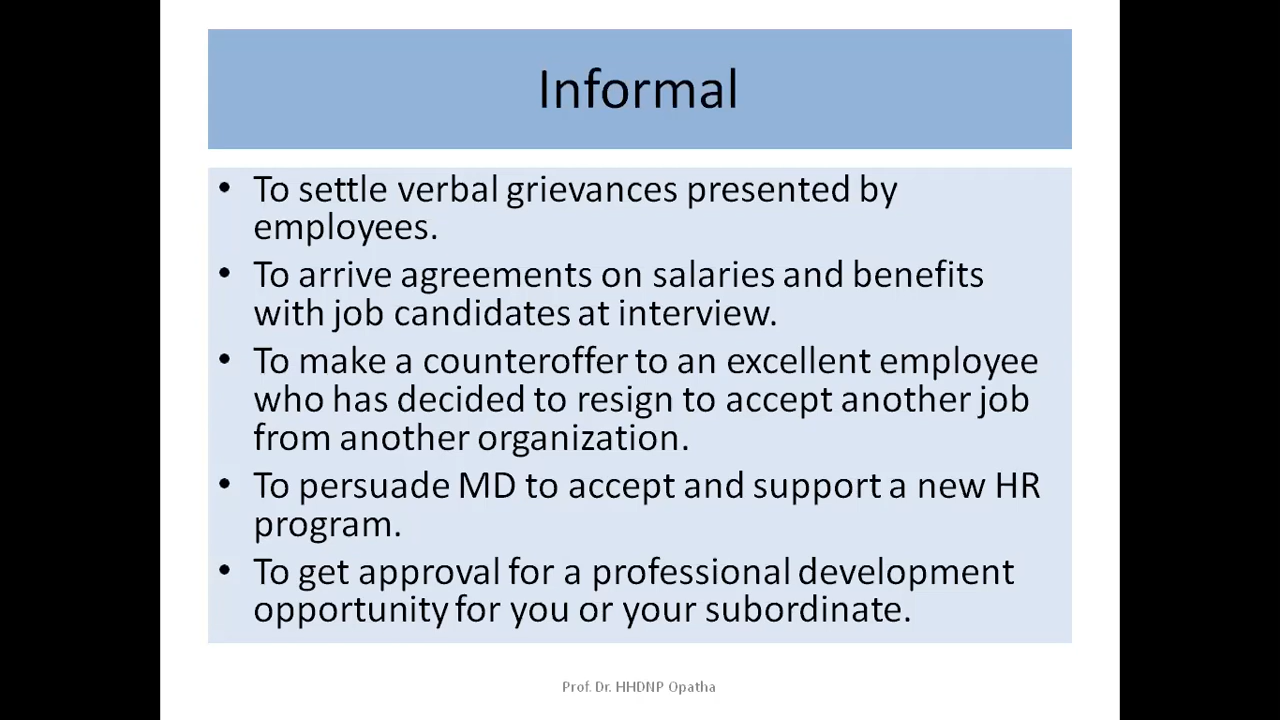 Informal
• To settle verbal grievances presented by
employees.
• To arrive agreements on salaries and benefits
with job candidates at interview.
• To make a counteroffer to an excellent employee
who has decided to resign to accept another job
from another organization.
• To persuade MD to accept and support a new HR
program.
• To get approval for a professional development
opportunity for you or your subordinate.
Prof. Dr. HHDNP Opatha